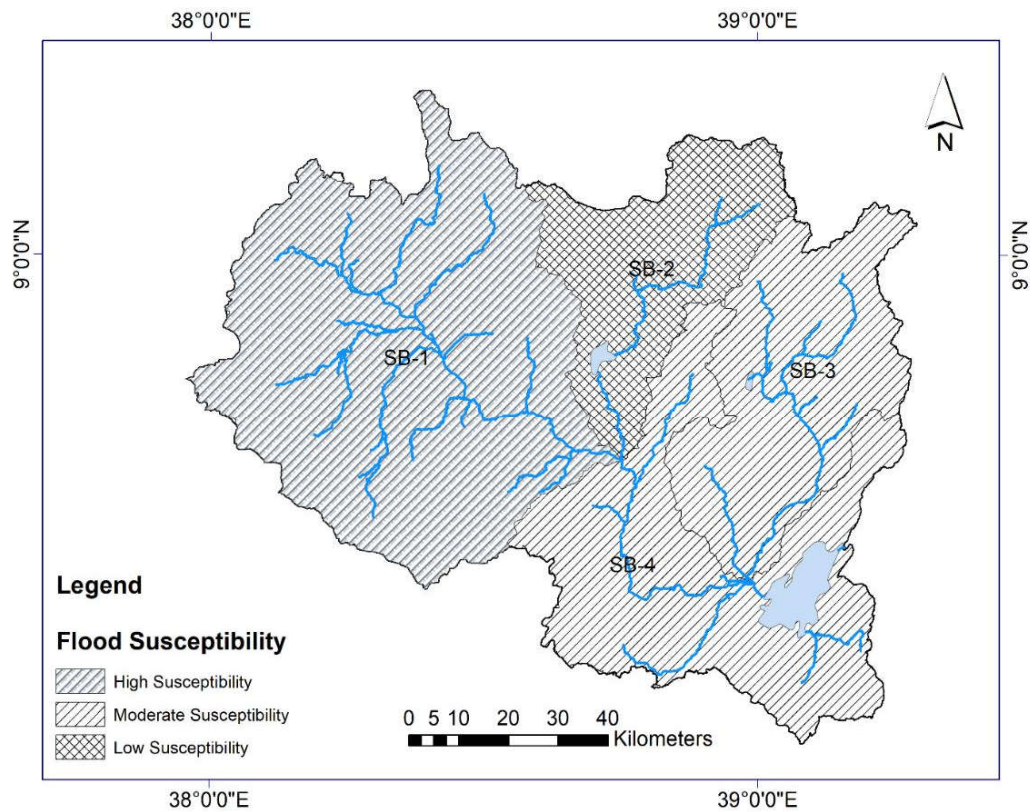 38°0'0"E 39°0'0"E
N
9°0'0"N 9°0'0"N
SB-2
SB-1 SB-3
SB-4
Legend
Flood Susceptibility
High Susceptibility
Moderate Susceptibility
Low Susceptibility
0 5 10 20 30 40
Kilometers
38°0'0"E 39°0'0"E